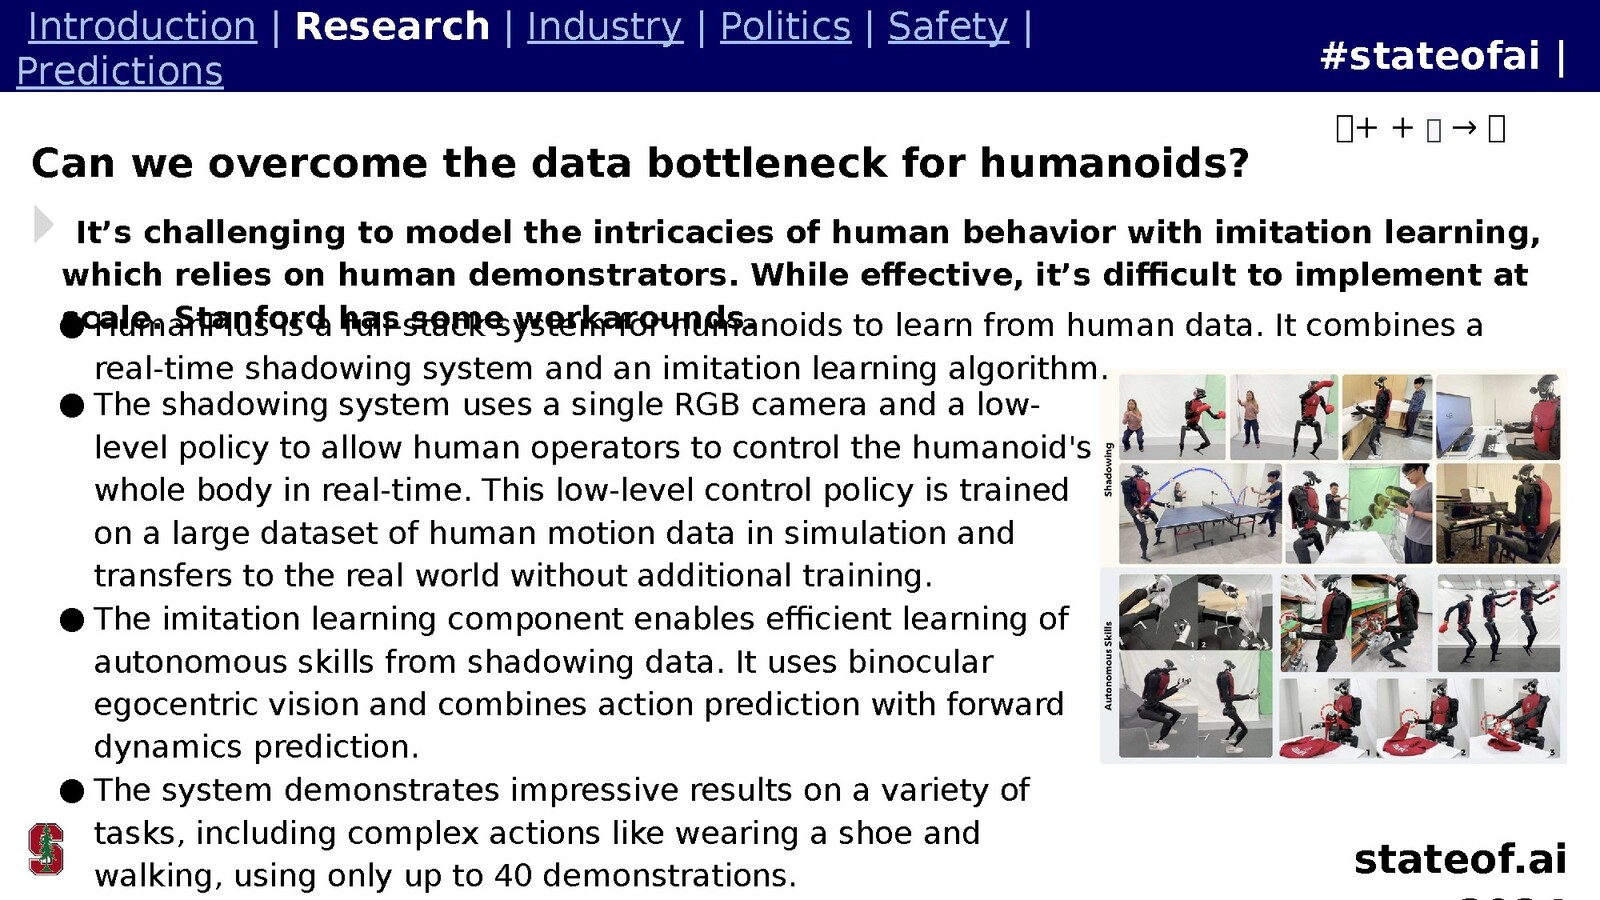 Introduction | Research | Industry | Politics | Safety |
Predictions
#stateofai |
+ + → 
Can we overcome the data bottleneck for humanoids?
It’s challenging to model the intricacies of human behavior with imitation learning,
which relies on human demonstrators. While effective, it’s difficult to implement at
scale. Stanford has some workarounds.
● HumanPlus is a full-stack system for humanoids to learn from human data. It combines a
real-time shadowing system and an imitation learning algorithm.
● The shadowing system uses a single RGB camera and a low-
level policy to allow human operators to control the humanoid's
whole body in real-time. This low-level control policy is trained
on a large dataset of human motion data in simulation and
transfers to the real world without additional training.
● The imitation learning component enables efficient learning of
autonomous skills from shadowing data. It uses binocular
egocentric vision and combines action prediction with forward
dynamics prediction.
● The system demonstrates impressive results on a variety of
tasks, including complex actions like wearing a shoe and
walking, using only up to 40 demonstrations.
Shadowing
Autonomous Skills
1 2
1 2 3
stateof.ai